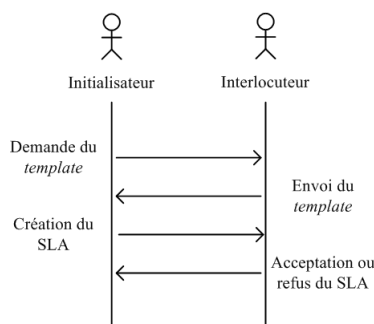 Initialisateur
Interlocuteur
Demande du
template
Envoi du
template
Création du
SLA
Acceptation ou
refus du SLA